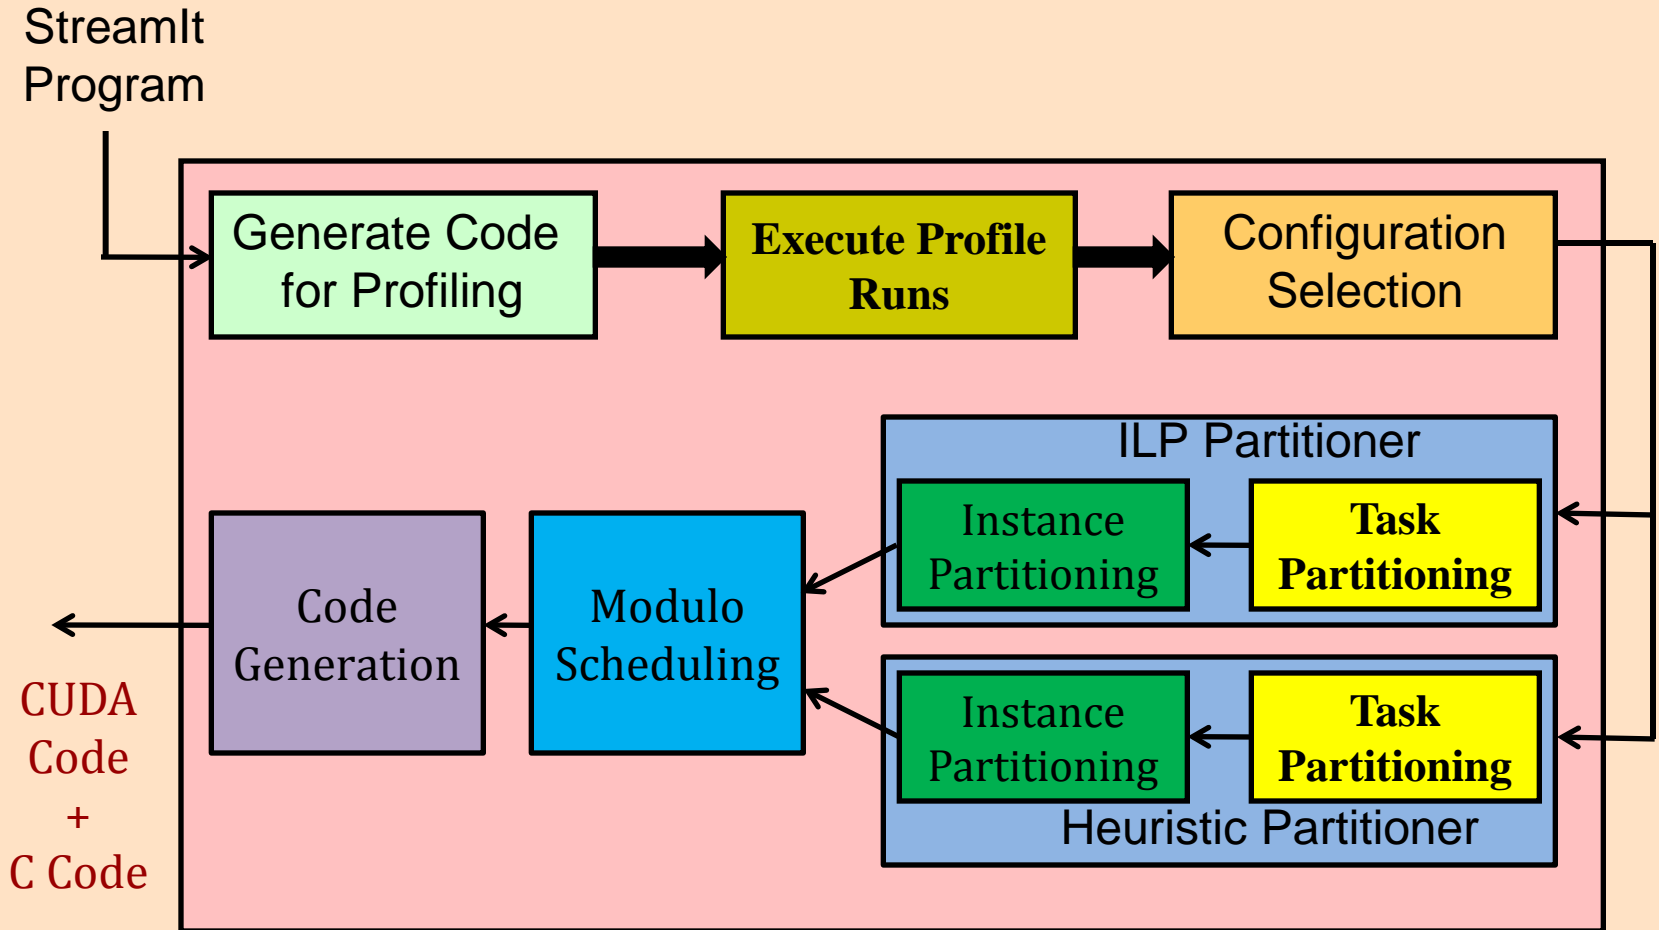 StreamIt
Program
Generate Code
for Profiling
Execute Profile
Runs
Configuration
Selection
ILP Partitioner
Instance
Partitioning
Task
Partitioning
Code
Generation
Modulo
Scheduling
Instance
Partitioning
Task
Partitioning
Heuristic Partitioner
CUDA
Code
+
C Code